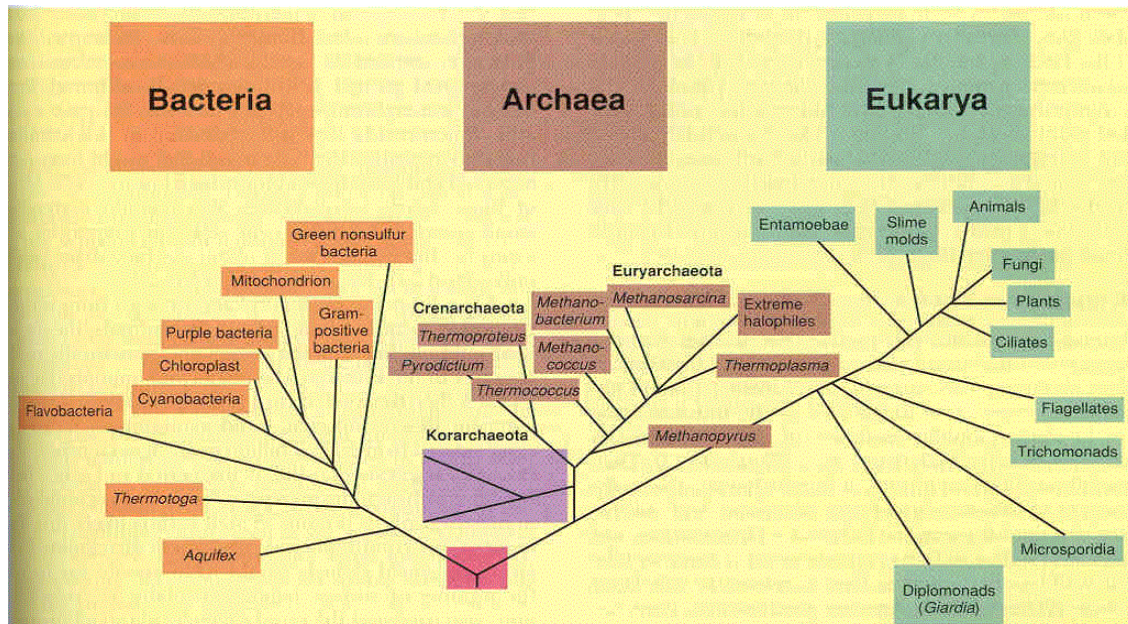 Bacteria
Archaea
Eukarya
Green nonsulfur
bacteria
Mitochondrion
Gram-
positive
bacteria
Purple bacteria
Chloroplast
Cyanobacteria
Flavobacteria
Thermotoga
Aquifex
Crenarchaeota
Thermoproteus
Pyrodictium
Korarchaeota
Euryarchaeota
Methano-
bacterium
Methanosarcina
Methano-
coccus
Thermococcus
Extreme
halophiles
Thermoplasma
Methanopyrus
Entamoebae
Slime
molds
Animals
Fungi
Plants
Ciliates
Flagellates
Trichomonads
Microsporidia
Diplomonads
(Giardia)